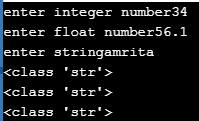 enter integer number34
enter float number56.1
enter stringamrita
<class 'str'>
<class 'str'>
<class 'str'>